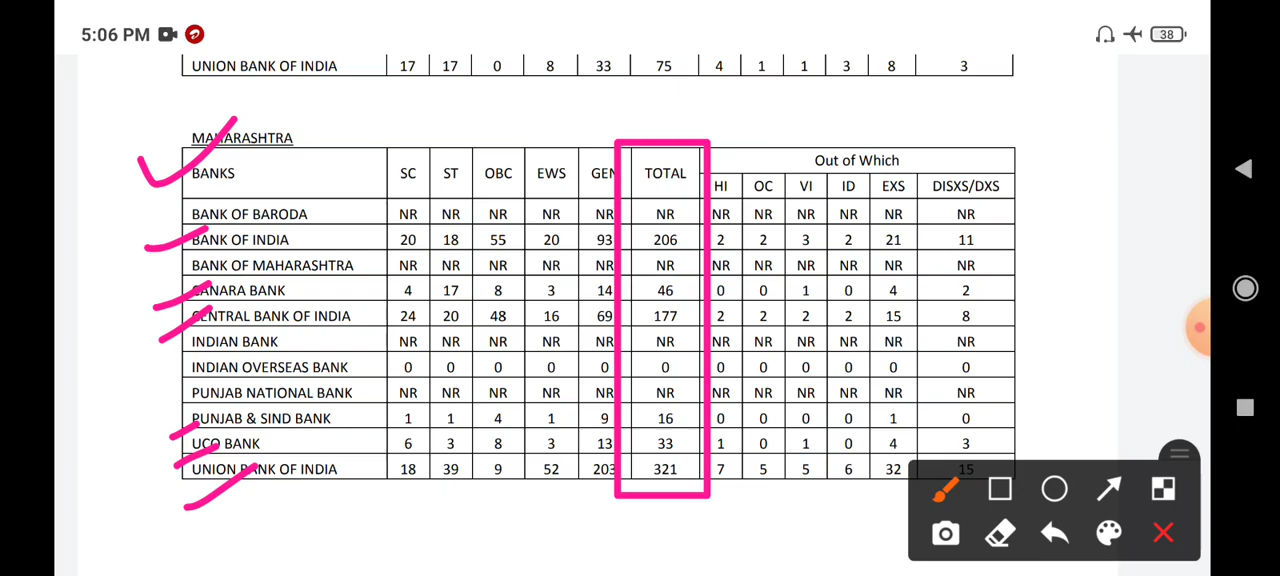 5:06 PM 38
UNION BANK OF INDIA 17 17 0 8 33 75 4 1 1 3 8 3
MAHARASHTRA
BANKS SC ST OBC EWS GEN TOTAL Out of Which
HI OC VI ID EXS DISXS/DXS
BANK OF BARODA NR NR NR NR NR NR NR NR NR NR NR NR
BANK OF INDIA 20 18 55 20 93 206 2 2 3 2 21 11
BANK OF MAHARASHTRA NR NR NR NR NR NR NR NR NR NR NR NR
CANARA BANK 4 17 8 3 14 46 0 0 1 0 4 2
CENTRAL BANK OF INDIA 24 20 48 16 69 177 2 2 2 2 15 8
INDIAN BANK NR NR NR NR NR NR NR NR NR NR NR NR
INDIAN OVERSEAS BANK 0 0 0 0 0 0 0 0 0 0 0 0
PUNJAB NATIONAL BANK NR NR NR NR NR NR NR NR NR NR NR NR
PUNJAB & SIND BANK 1 1 4 1 9 16 0 0 0 0 1 0
UCO BANK 6 3 8 3 13 33 1 0 1 0 4 3
UNION BANK OF INDIA 18 39 9 52 203 321 7 5 5 6 32 15